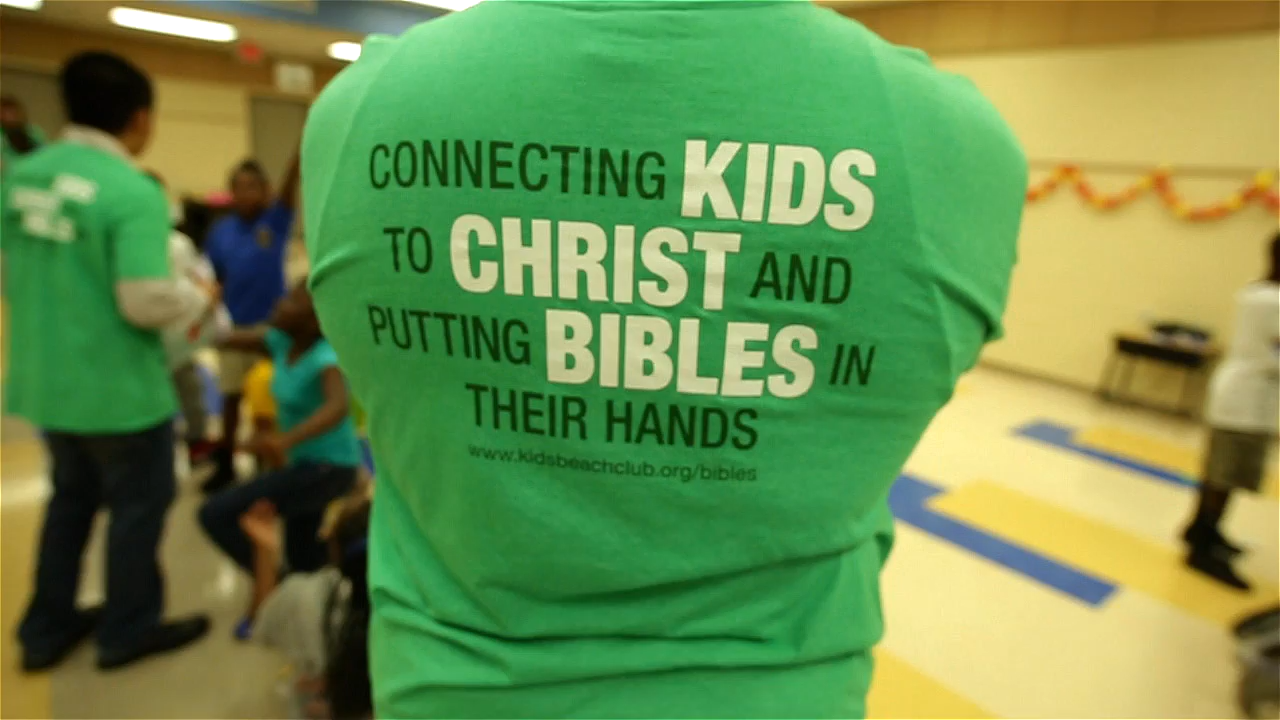 CONNECTING KIDS
TO CHRIST AND
PUTTING BIBLES IN
THEIR HANDS
www.kidsbeachclub.org/bibles